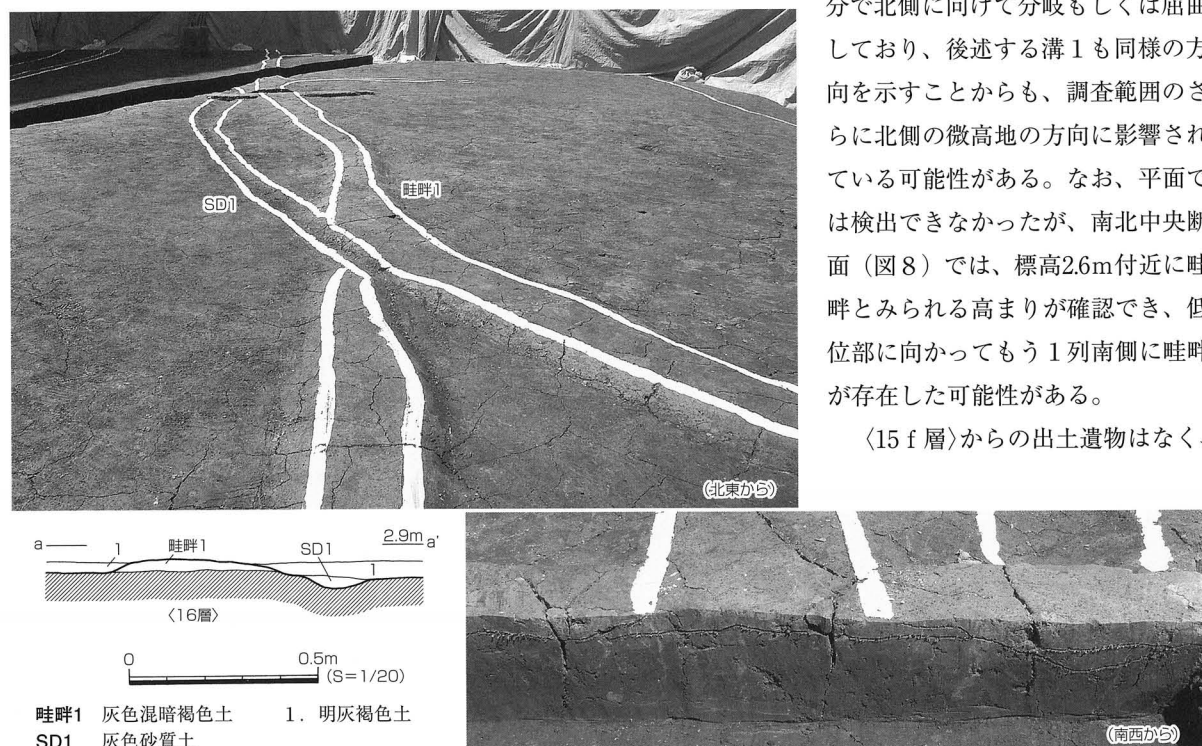 SD1
畦畔1
(北東から)
分で北側に向けて分岐もしくは屈曲
しており、後述する溝１も同様の方
向を示すことからも、調査範囲のさ
らに北側の微高地の方向に影響され
ている可能性がある。なお、平面で
は検出できなかったが、南北中央断
面（図８）では、標高2.6m付近に畦
畔とみられる高まりが確認でき、低
位部に向かってもう１列南側に畦畔
が存在した可能性がある。
〈15ｆ層〉からの出土遺物はなく、
a 1 畦畔1 SD1 2.9m a'
1
〈16層〉
0 0.5m
(S=1/20)
畦畔1 灰色混暗褐色土 1. 明灰褐色土
SD1 灰色砂質土
(南西から)